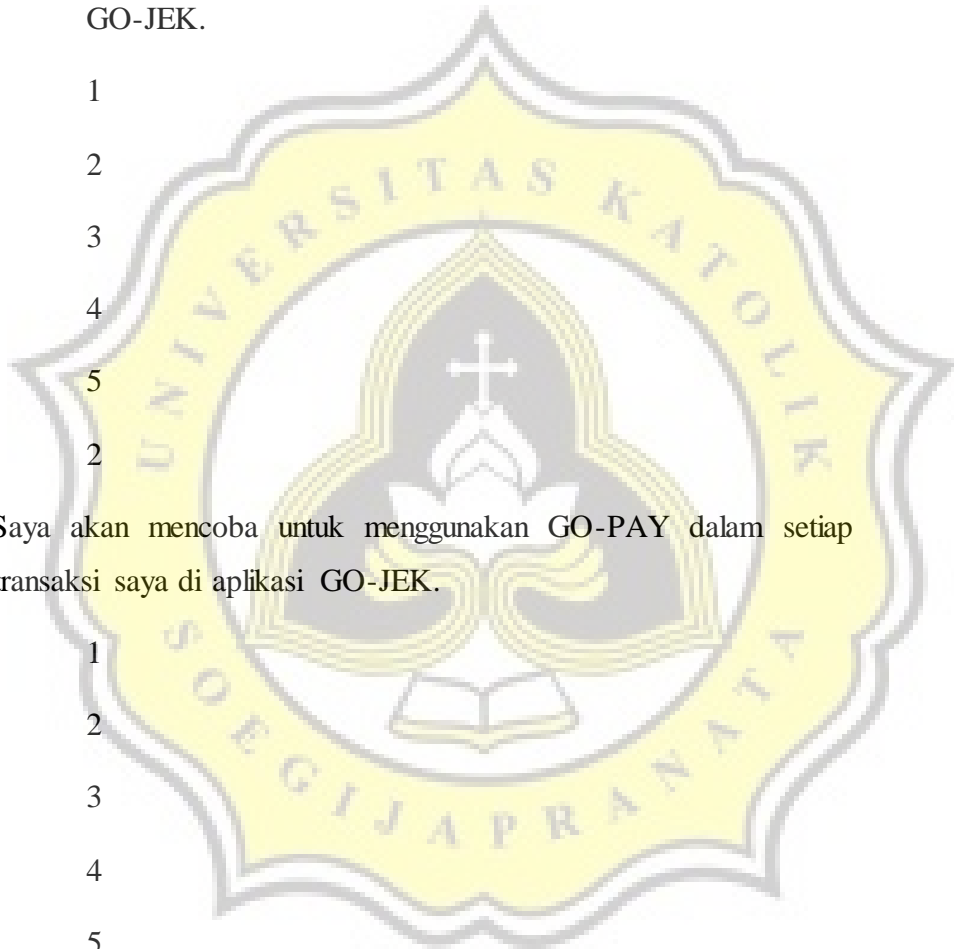 GO-JEK.
1
2
3
4
5
2
Saya akan mencoba untuk menggunakan GO-PAY dalam setiap
transaksi saya di aplikasi GO-JEK.
1
2
3
4
5
UNIVERSITAS KATOLIK
SOEGIJAPRANATA